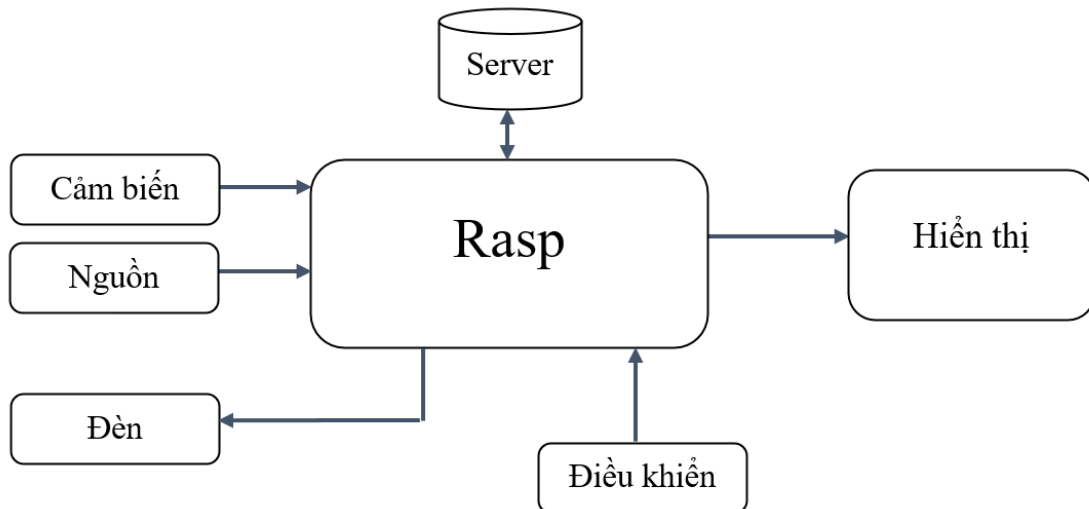 Server
Cảm biến
Rasp
Hiển thị
Nguồn
Đèn
Điều khiển